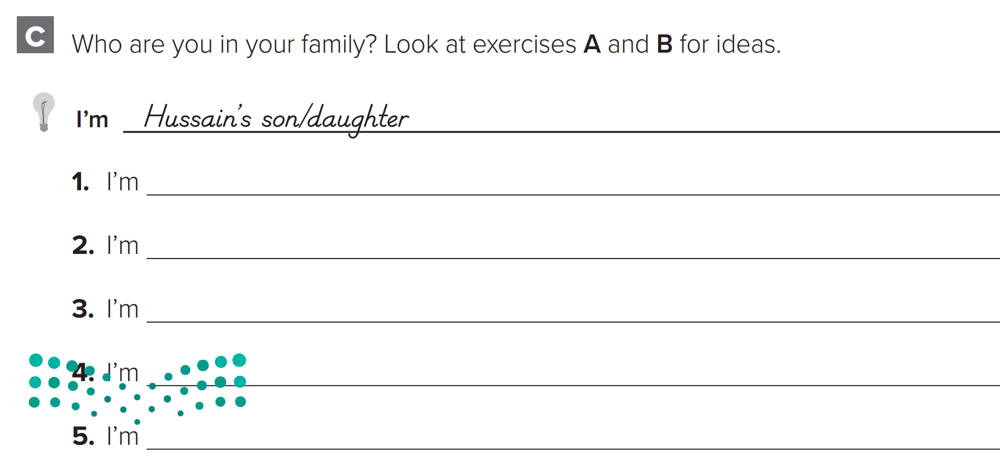 C Who are you in your family? Look at exercises A and B for ideas.
I’m Hussain’s son/daughter
1. I’m
2. I’m
3. I’m
4. I’m
5. I’m